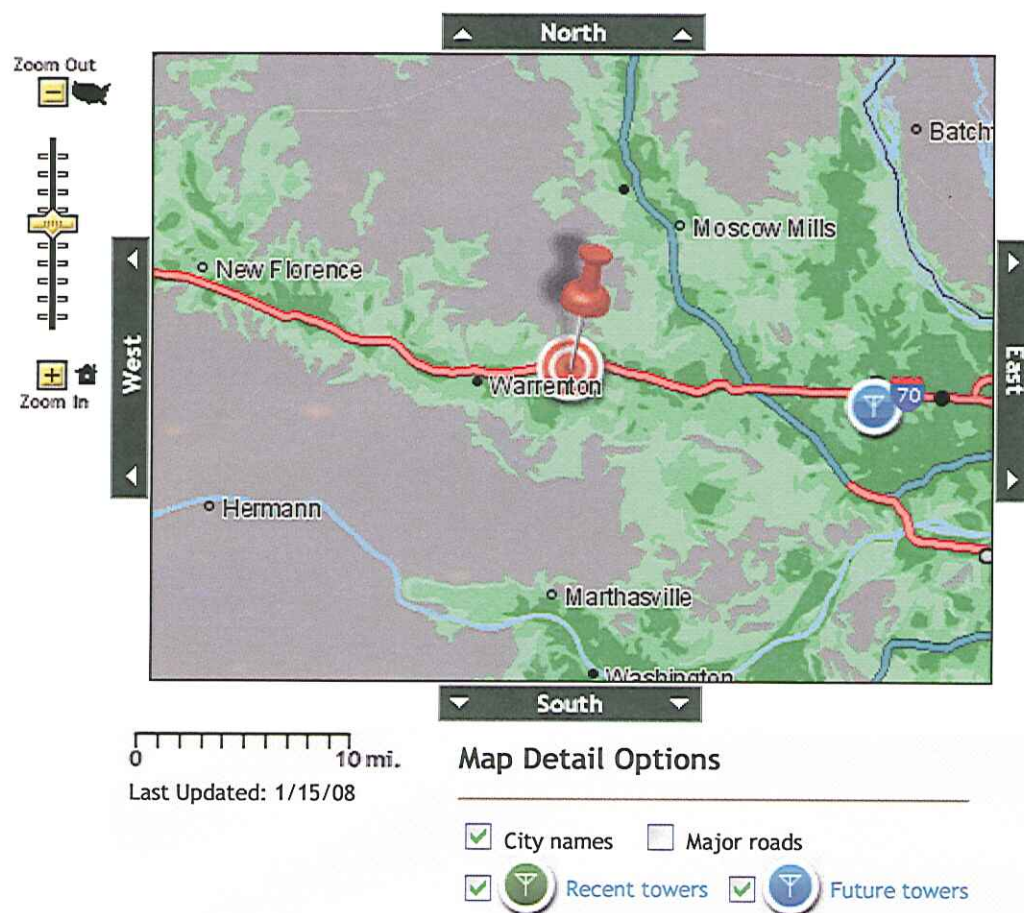 North
Zoom Out
Moscow Mills
New Florence
West
East
Warrenton
70
Zoom In
Hermann
Marthasville
Washington
South
0 10 mi.
Last Updated: 1/15/08
Map Detail Options
City names Major roads
Recent towers Future towers